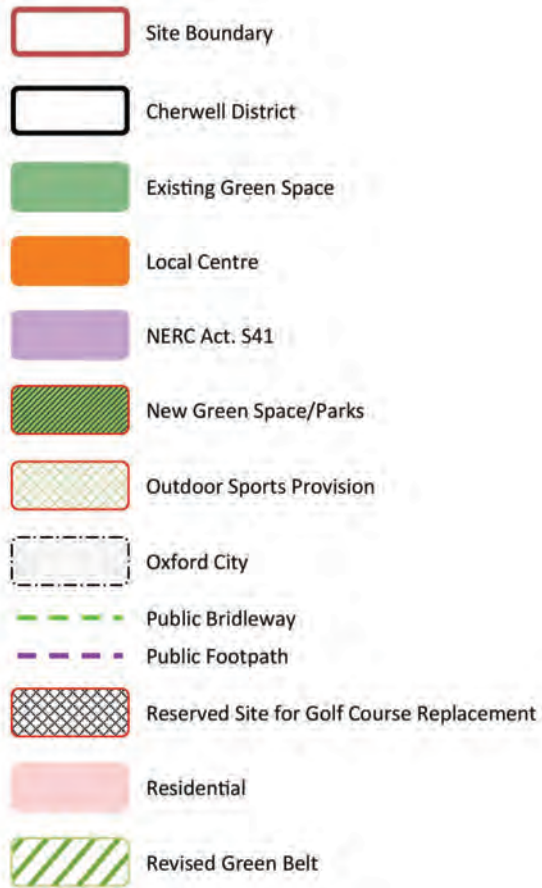 Site Boundary
Cherwell District
Existing Green Space
Local Centre
NERC Act. S41
New Green Space/Parks
Outdoor Sports Provision
Oxford City
Public Bridleway
Public Footpath
Reserved Site for Golf Course Replacement
Residential
Revised Green Belt